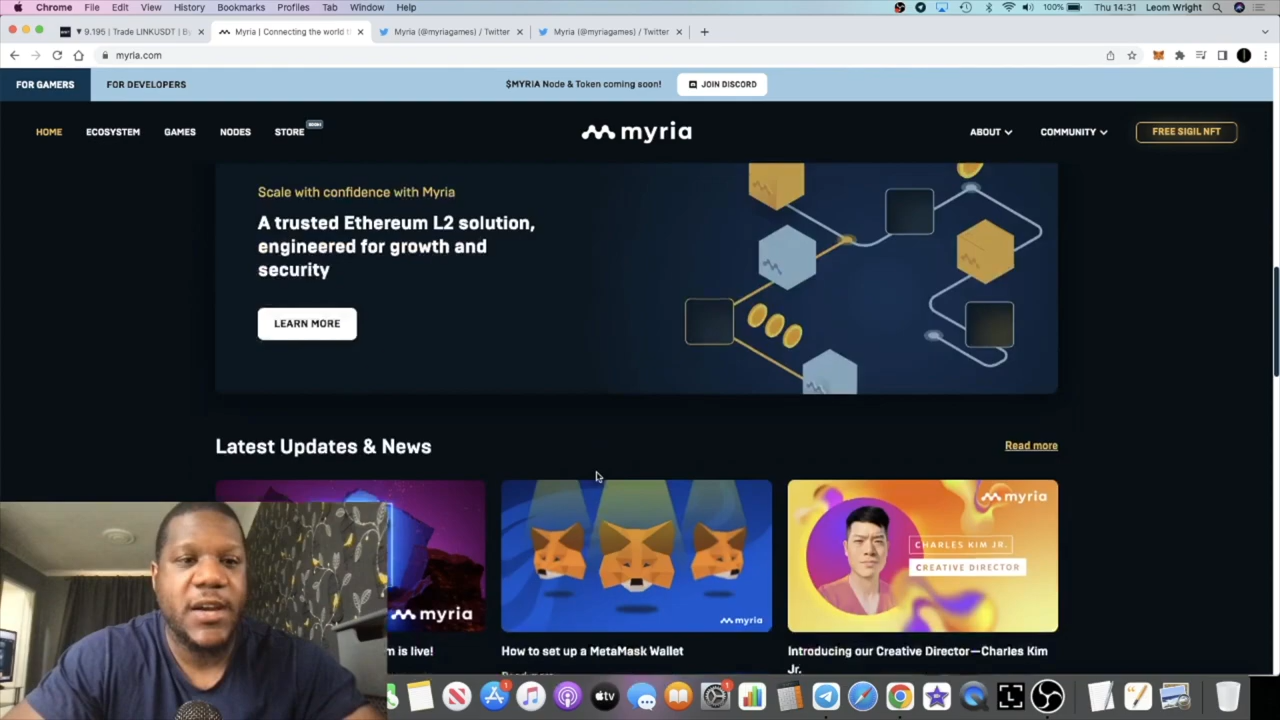 Chrome File Edit View History Bookmarks Profiles Tab Window Help 100% Thu 14:31 Leom Wright
▼ 9.195 | Trade LINKUSDT | By Myria | Connecting the world t Myria (@myriagames) / Twitter Myria (@myriagames) / Twitter
myria.com
FOR GAMERS FOR DEVELOPERS $MYRIA Node & Token coming soon! JOIN DISCORD
HOME ECOSYSTEM GAMES NODES STORE myria ABOUT COMMUNITY FREE SIGIL NFT
Scale with confidence with Myria
A trusted Ethereum L2 solution,
engineered for growth and
security
LEARN MORE
Latest Updates & News Read more
myria
CHARLES KIM JR.
CREATIVE DIRECTOR
myria
myria
m is live! How to set up a MetaMask Wallet Introducing our Creative Director—Charles Kim
Jr.
Read more
tv